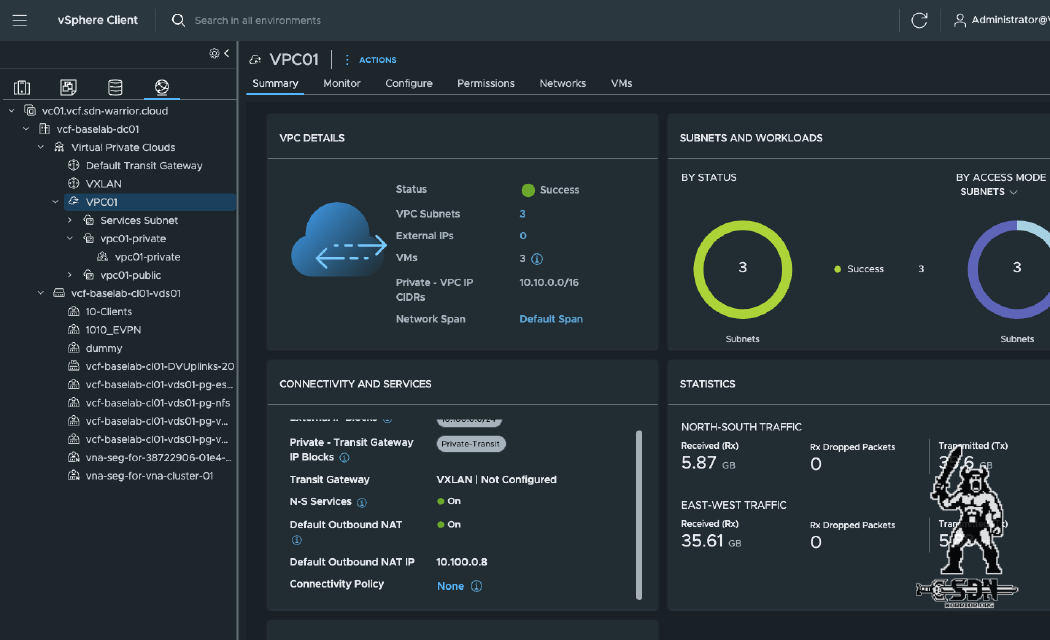 vSphere Client
Search in all environments
Administrator@
VPC01
ACTIONS
Summary
Monitor
Configure
Permissions
Networks
VMs
vc01.vcf.sdn-warrior.cloud
vcf-baselab-dc01
Virtual Private Clouds
Default Transit Gateway
VXLAN
VPC01
Services Subnet
vpc01-private
vpc01-private
vpc01-public
vcf-baselab-cl01-vds01
10-Clients
1010_EVPN
dummy
vcf-baselab-cl01-DVUplinks-20
vcf-baselab-cl01-vds01-pg-es...
vcf-baselab-cl01-vds01-pg-nfs
vcf-baselab-cl01-vds01-pg-v...
vcf-baselab-cl01-vds01-pg-v...
vna-seg-for-38722906-01e4-...
vna-seg-for-vna-cluster-01
VPC DETAILS
Status
Success
VPC Subnets
3
External IPs
0
VMs
3
Private - VPC IP
CIDRs
10.10.0.0/16
Network Span
Default Span
SUBNETS AND WORKLOADS
BY STATUS
3
Subnets
Success
3
BY ACCESS MODE
SUBNETS
3
Subnets
CONNECTIVITY AND SERVICES
External IP Blocks
Private - Transit Gateway
IP Blocks
Private-Transit
Transit Gateway
VXLAN | Not Configured
N-S Services
On
Default Outbound NAT
On
Default Outbound NAT IP
10.100.0.8
Connectivity Policy
None
STATISTICS
NORTH-SOUTH TRAFFIC
Received (Rx)
5.87 GB
Rx Dropped Packets
0
Transmitted (Tx)
GB
EAST-WEST TRAFFIC
Received (Rx)
35.61 GB
Rx Dropped Packets
0
SDN